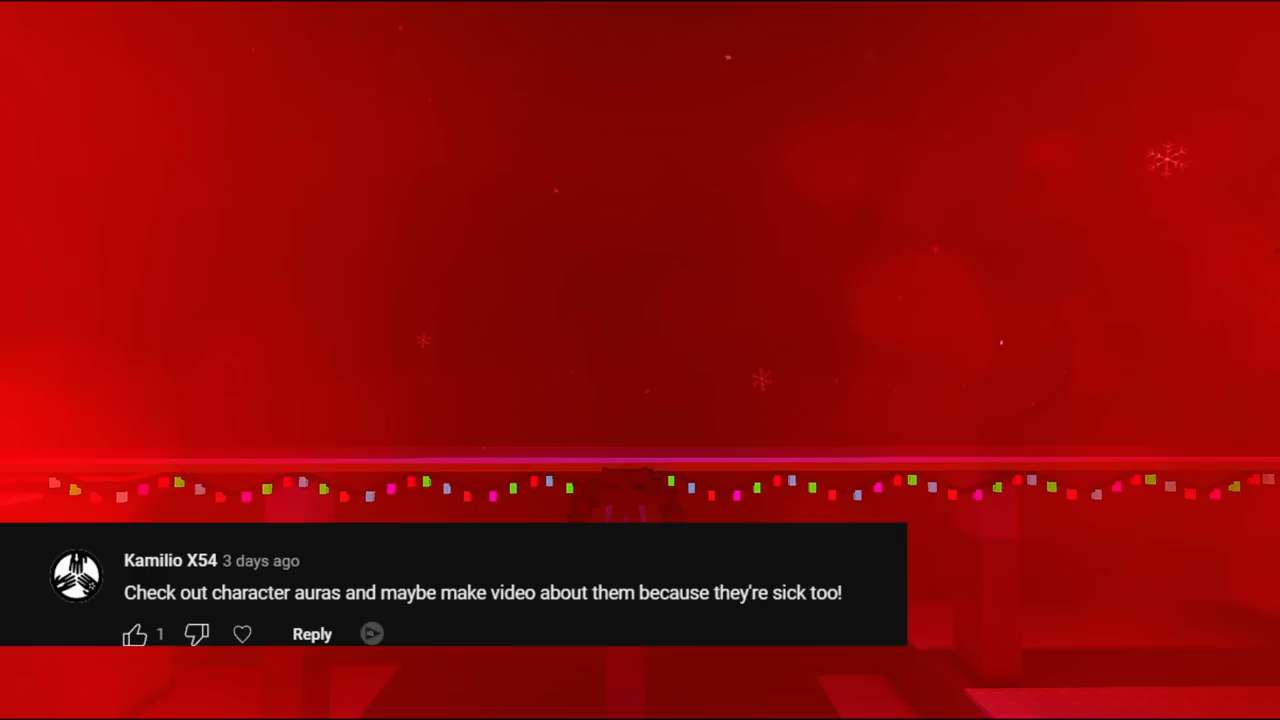 Kamilio X54 3 days ago
Check out character auras and maybe make video about them because they're sick too!
1 Reply